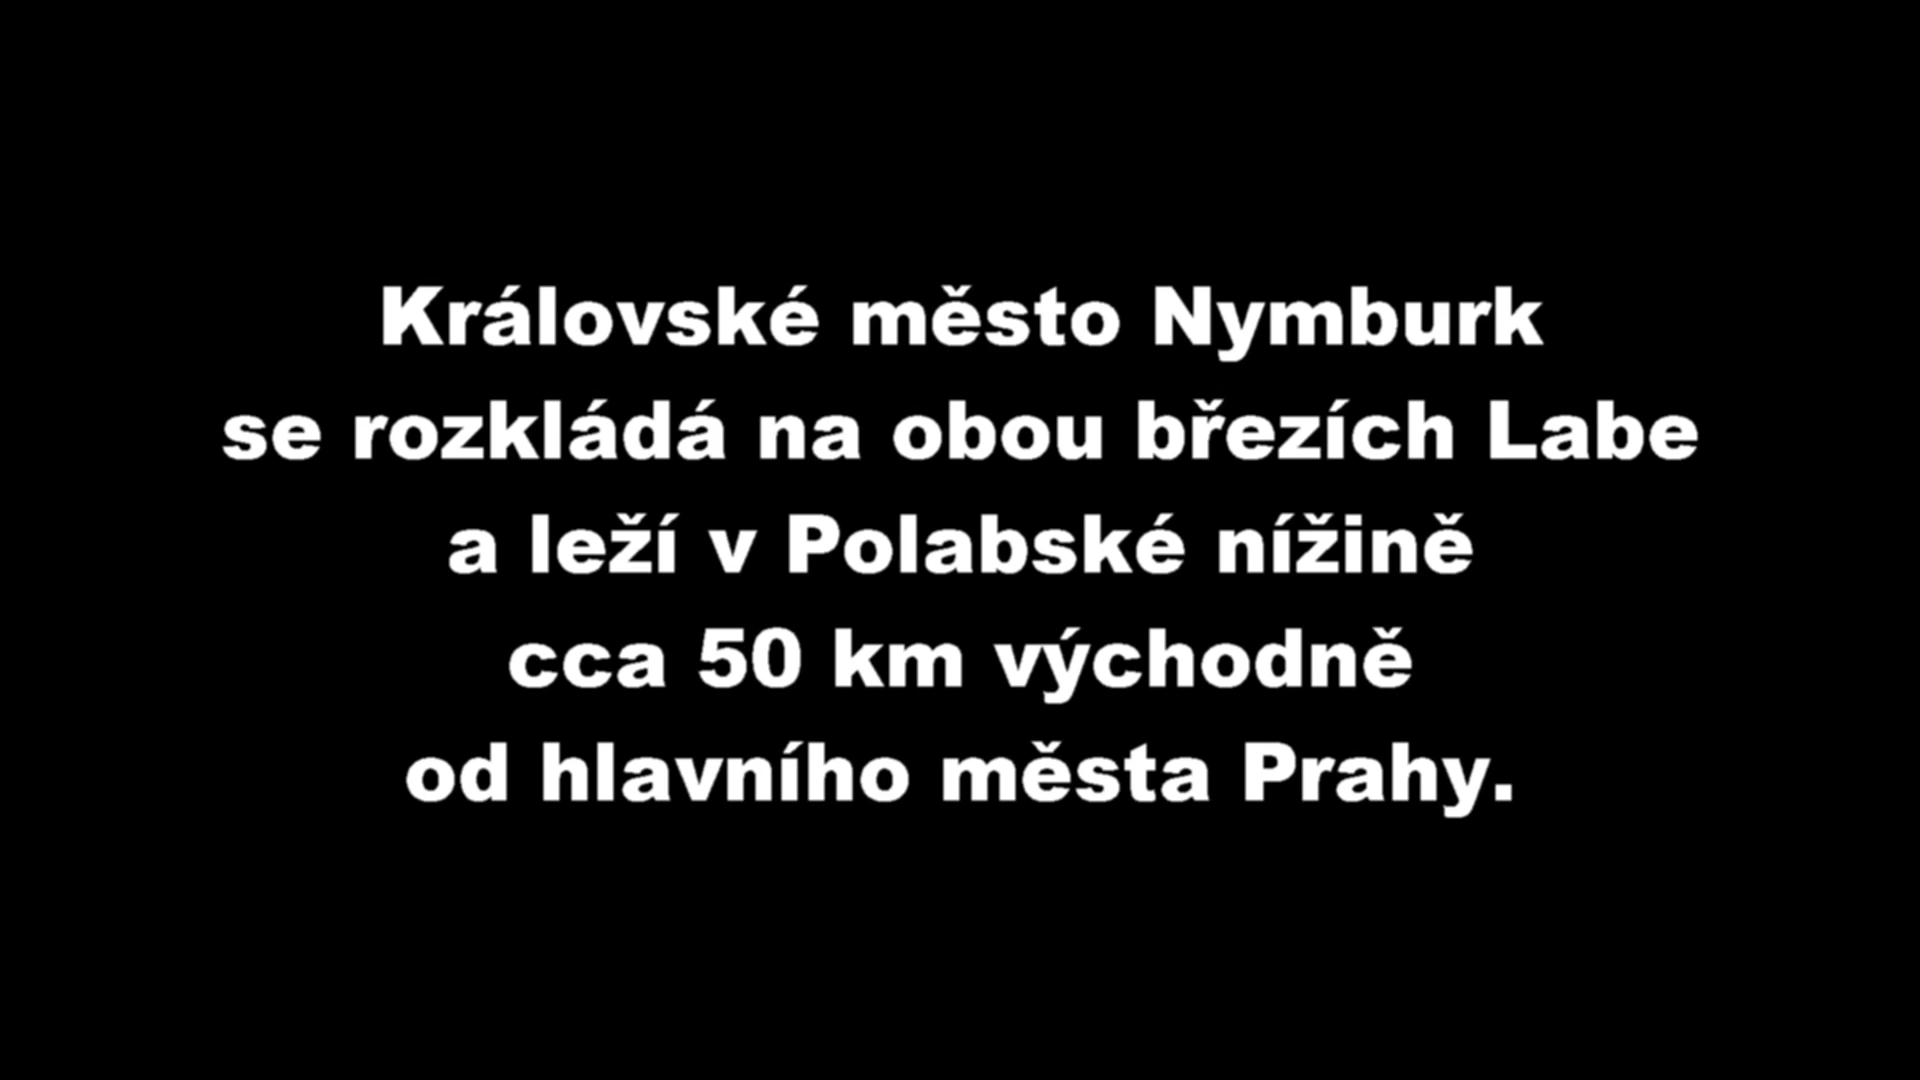 Královské město Nymburk
se rozkládá na obou březích Labe
a leží v Polabské nížině
cca 50 km východně
od hlavního města Prahy.